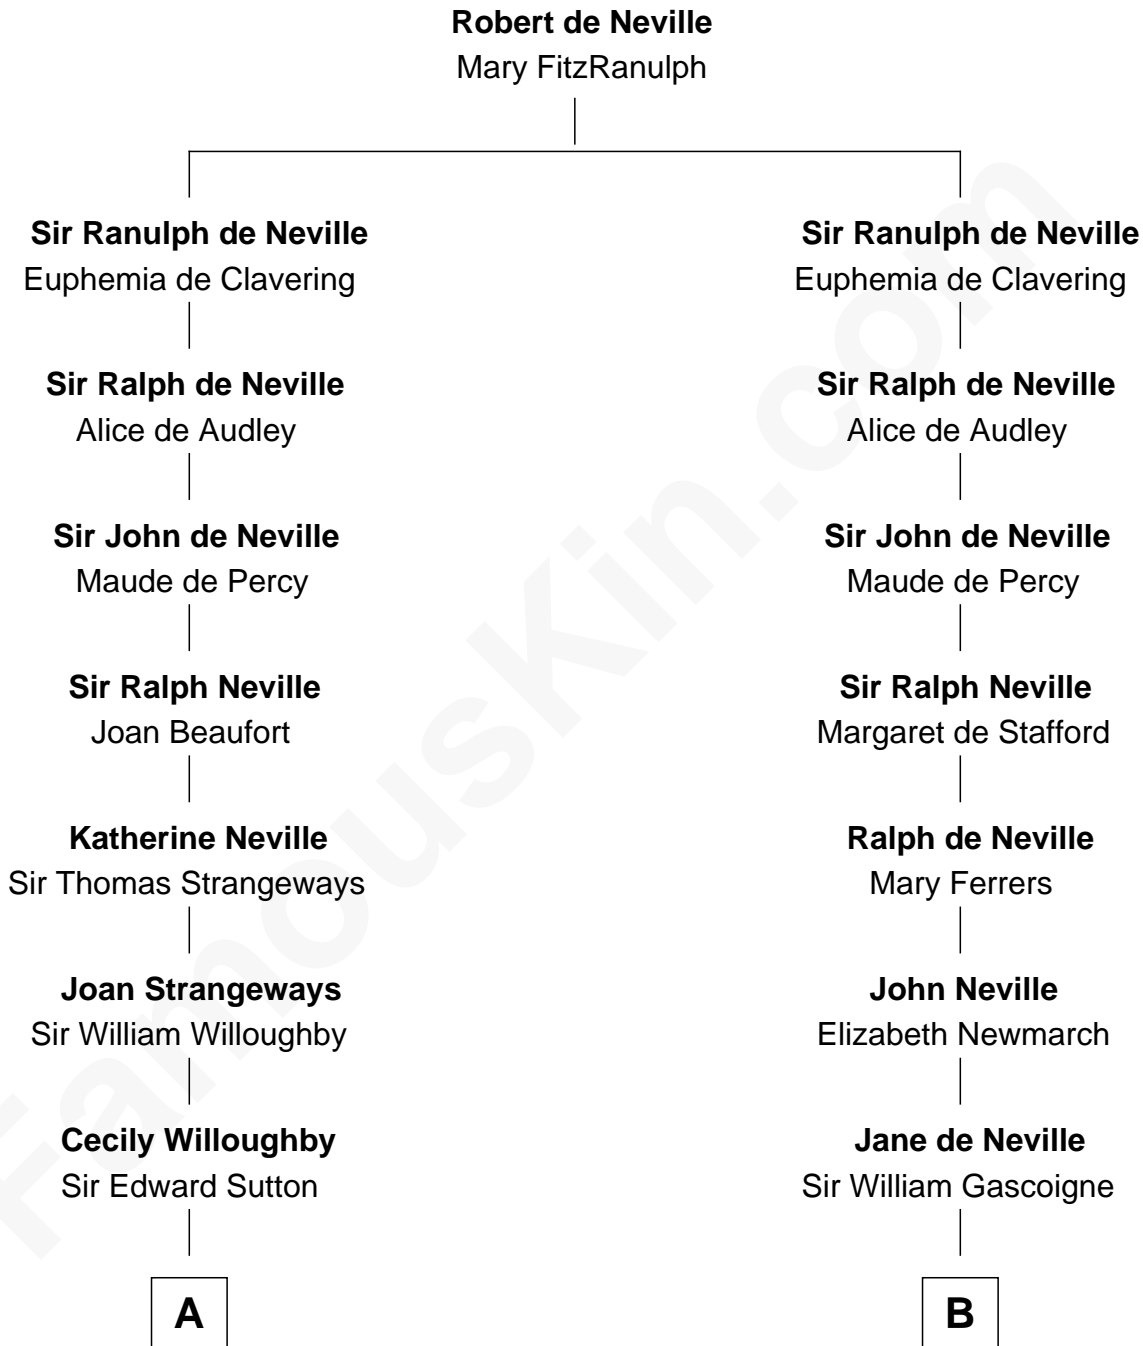 Robert de Neville
Mary FitzRanulph
Sir Ranulph de Neville
Euphemia de Clavering
Sir Ralph de Neville
Alice de Audley
Sir John de Neville
Maude de Percy
Sir Ralph Neville
Joan Beaufort
Katherine Neville
Sir Thomas Strangeways
Joan Strangeways
Sir William Willoughby
Cecily Willoughby
Sir Edward Sutton
A
Sir Ranulph de Neville
Euphemia de Clavering
Sir Ralph de Neville
Alice de Audley
Sir John de Neville
Maude de Percy
Sir Ralph Neville
Margaret de Stafford
Ralph de Neville
Mary Ferrers
John Neville
Elizabeth Newmarch
Jane de Neville
Sir William Gascoigne
B
FamousKin.com